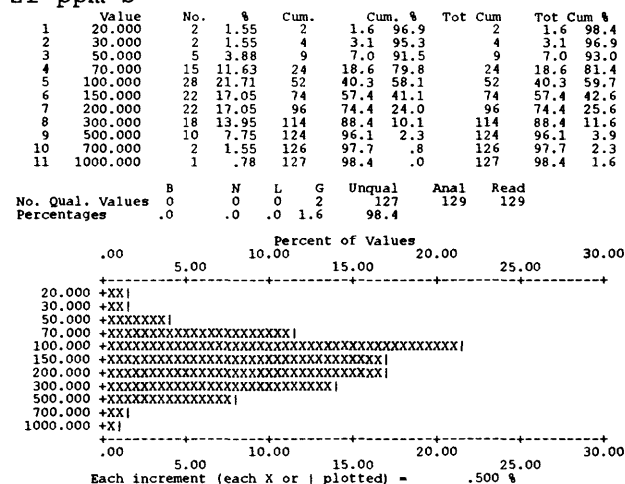 Zr ppm S
Value No. % Cum. Cum. % Tot Cum Tot Cum %
1 20.000 2 1.55 2 1.6 96.9 2 1.6 98.4
2 30.000 2 1.55 4 3.1 95.3 4 3.1 96.9
3 50.000 5 3.88 9 7.0 91.5 9 7.0 93.0
4 70.000 15 11.63 24 18.6 79.8 24 18.6 81.4
5 100.000 28 21.71 52 40.3 58.1 52 40.3 59.7
6 150.000 22 17.05 74 57.4 41.1 74 57.4 42.6
7 200.000 22 17.05 96 74.4 24.0 96 74.4 25.6
8 300.000 18 13.95 114 88.4 10.1 114 88.4 11.6
9 500.000 10 7.75 124 96.1 2.3 124 96.1 3.9
10 700.000 2 1.55 126 97.7 .8 126 97.7 2.3
11 1000.000 1 .78 127 98.4 .0 127 98.4 1.6
B N L G Unqual Anal Read
No. Qual. Values 0 0 0 2 127 129 129
Percentages .0 .0 .0 1.6 98.4
Percent of Values
.00 10.00 20.00 30.00
5.00 15.00 25.00
20.000 +XX|
30.000 +XX|
50.000 +XXXXXXX|
70.000 +XXXXXXXXXXXXXXXXXXXXXX|
100.000 +XXXXXXXXXXXXXXXXXXXXXXXXXXXXXXXXXXXXXXXXXX|
150.000 +XXXXXXXXXXXXXXXXXXXXXXXXXXXXXXXXX|
200.000 +XXXXXXXXXXXXXXXXXXXXXXXXXXXXXXXXX|
300.000 +XXXXXXXXXXXXXXXXXXXXXXXXXXX|
500.000 +XXXXXXXXXXXXXXX|
700.000 +XX|
1000.000 +X|
.00 10.00 20.00 30.00
5.00 15.00 25.00
Each increment (each X or | plotted) = .500 %